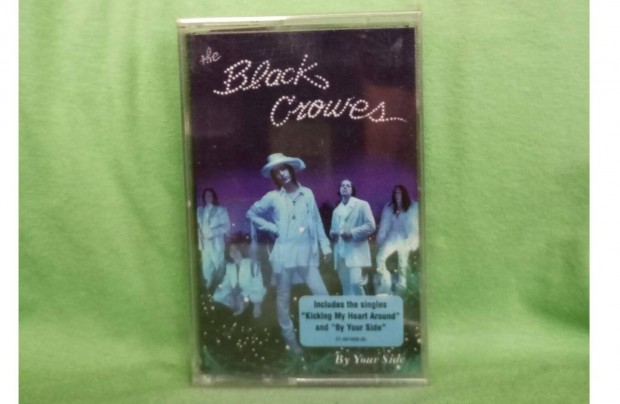 the
Black
Crowes
Includes the singles
"Kicking My Heart Around"
and "By Your Side"
By Your Side